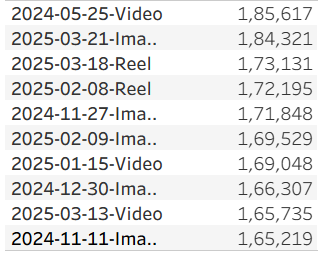 2024-05-25-Video 1,85,617
2025-03-21-Ima.. 1,84,321
2025-03-18-Reel 1,73,131
2025-02-08-Reel 1,72,195
2024-11-27-Ima.. 1,71,848
2025-02-09-Ima.. 1,69,529
2025-01-15-Video 1,69,048
2024-12-30-Ima.. 1,66,307
2025-03-13-Video 1,65,735
2024-11-11-Ima.. 1,65,219